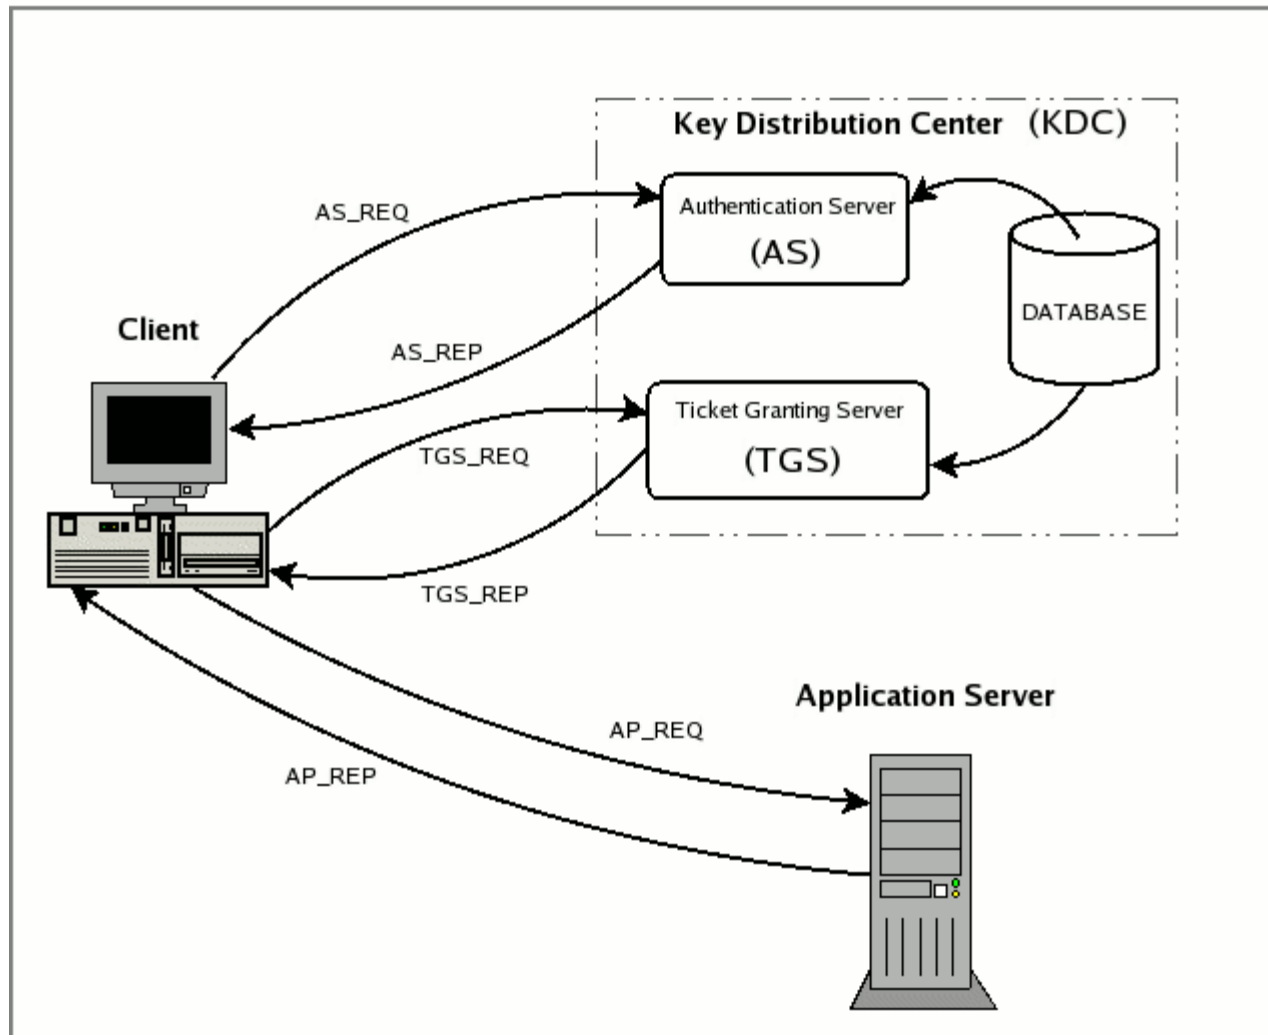 Key Distribution Center (KDC)
Authentication Server
(AS)
AS_REQ
DATABASE
Client
AS_REP
Ticket Granting Server
(TGS)
TGS_REQ
TGS_REP
Application Server
AP_REQ
AP_REP